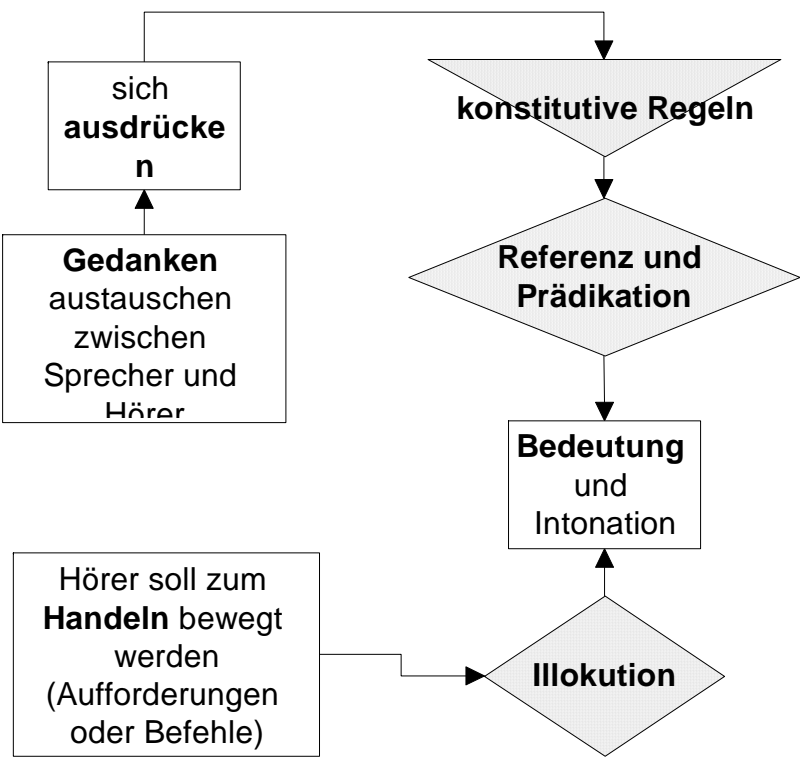 sich
ausdrücke
n
konstitutive Regeln
Gedanken
austauschen
zwischen
Sprecher und
Hörer
Referenz und
Prädikation
Bedeutung
und
Intonation
Hörer soll zum
Handeln bewegt
werden
(Aufforderungen
oder Befehle)
Illokution